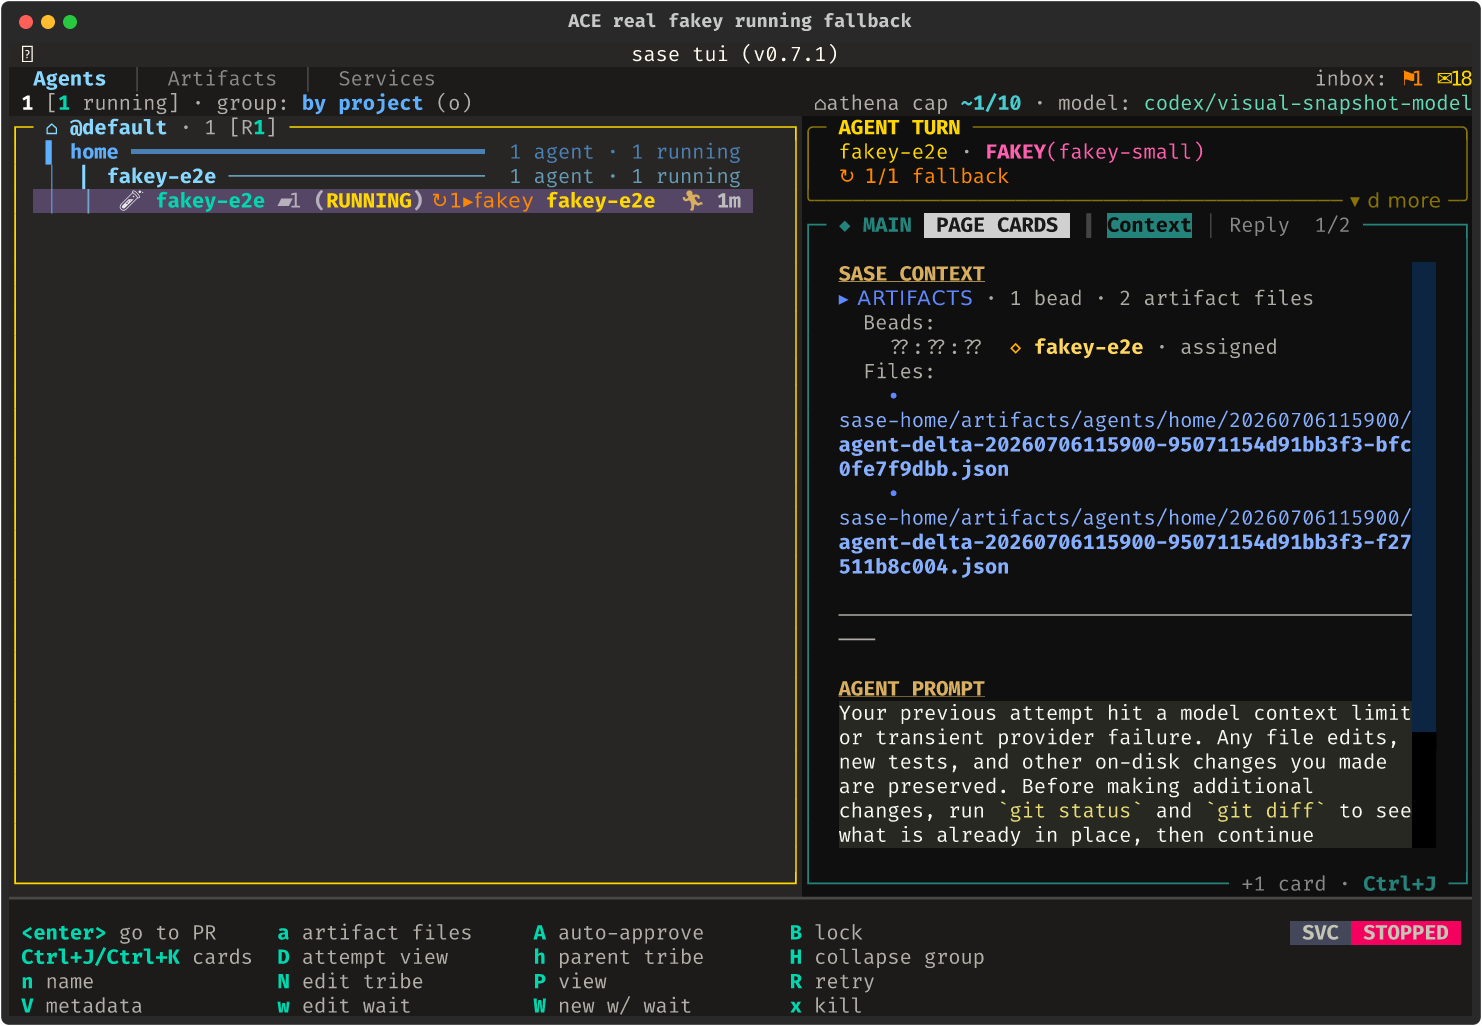 ACE real fakey running fallback
sase tui (v0.7.1)
Agents │ Artifacts │ Services
inbox: ⚑1 ✉18
1 [1 running] · group: by project (o)
⌂athena cap ~1/10 · model: codex/visual-snapshot-model
⌂ @default · 1 [R1]
home 1 agent · 1 running
fakey-e2e 1 agent · 1 running
fakey-e2e ▰1 (RUNNING) ↻1▸fakey fakey-e2e 1m
AGENT TURN
fakey-e2e · FAKEY(fakey-small)
↻ 1/1 fallback
▾ d more
◆ MAIN PAGE CARDS Context │ Reply 1/2
SASE CONTEXT
▸ ARTIFACTS · 1 bead · 2 artifact files
Beads:
??:??:?? ◇ fakey-e2e · assigned
Files:
•
sase-home/artifacts/agents/home/20260706115900/
agent-delta-20260706115900-95071154d91bb3f3-bfc
0fe7f9dbb.json
•
sase-home/artifacts/agents/home/20260706115900/
agent-delta-20260706115900-95071154d91bb3f3-f27
511b8c004.json
AGENT PROMPT
Your previous attempt hit a model context limit
or transient provider failure. Any file edits,
new tests, and other on-disk changes you made
are preserved. Before making additional
changes, run `git status` and `git diff` to see
what is already in place, then continue
+1 card · Ctrl+J
<enter> go to PR a artifact files A auto-approve B lock
SVC STOPPED
Ctrl+J/Ctrl+K cards D attempt view h parent tribe H collapse group
n name N edit tribe P view R retry
V metadata w edit wait W new w/ wait x kill